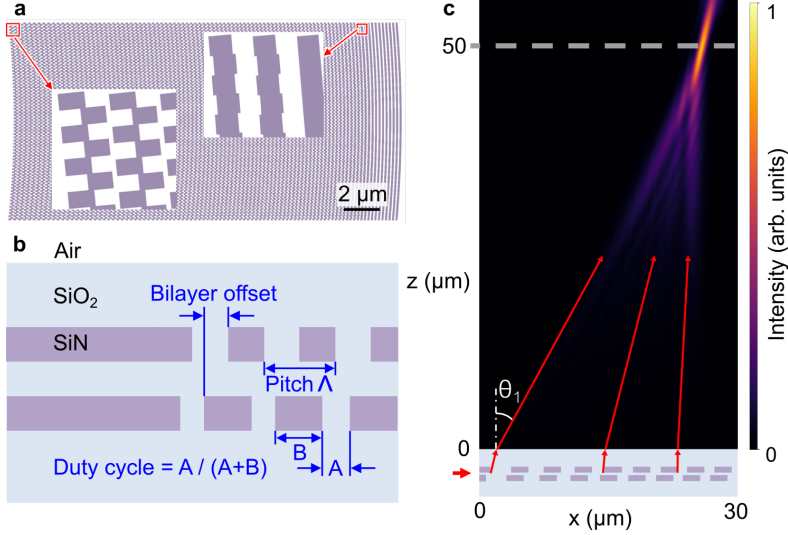 a
2 μm
b
Air
SiO₂
Bilayer offset
SiN
Pitch Λ
B
A
Duty cycle = A / (A+B)
c
50
z (μm)
θ₁
0
0
x (μm)
30
1
Intensity (arb. units)
0